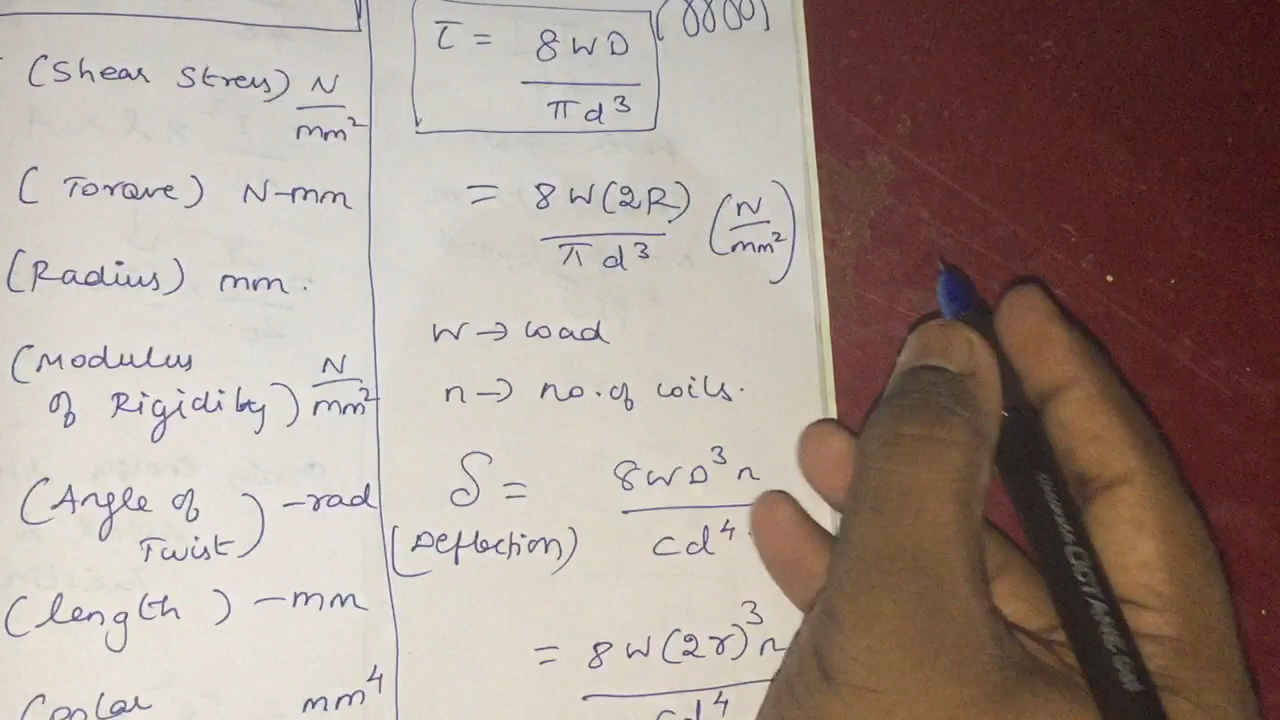 (Shear Stress) N/mm²
(Torque) N-mm
(Radius) mm.
(Modulus
of Rigidity) N/mm²
(Angle of
Twist) - rad
(length) - mm
mm⁴
τ = 8WD/πd³
= 8W(2R)/πd³ (N/mm²)
W → Load
n → no. of coils.
δ = 8WD³n/Cd⁴
(Deflection)
= 8W(2r)³n/Cd⁴